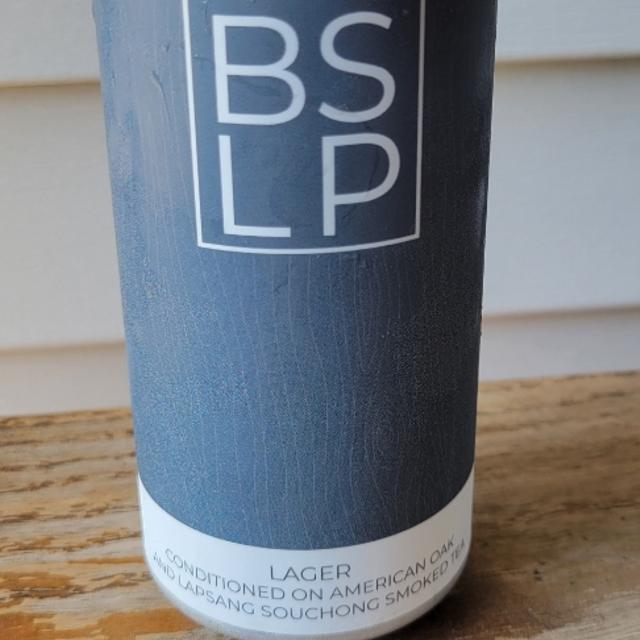 BS
LP
LAGER
CONDITIONED ON AMERICAN OAK
AND LAPSANG SOUCHONG SMOKED TEA